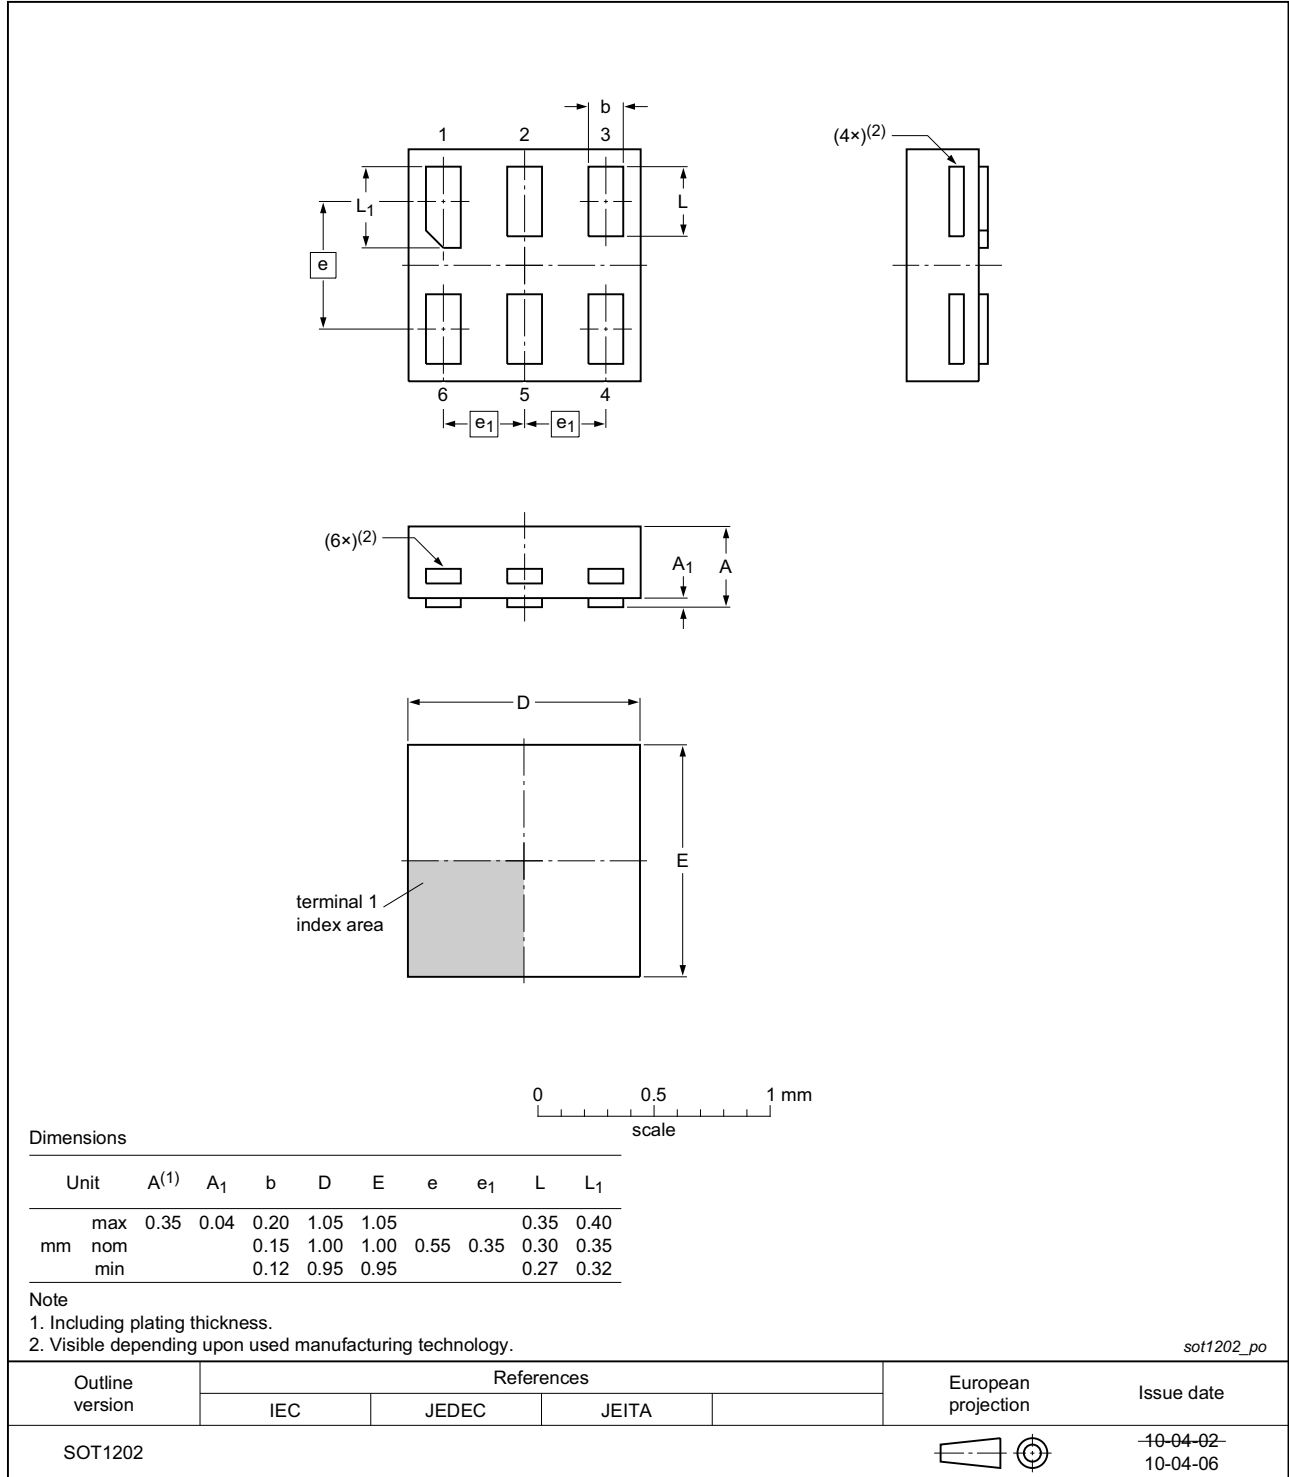 b
1 2 3
(4×)(2)
L1
L
e
6 5 4
e1 e1
(6×)(2)
A1 A
D
E
terminal 1
index area
0 0.5 1 mm
scale
Dimensions
Unit A(1) A1 b D E e e1 L L1
max 0.35 0.04 0.20 1.05 1.05 0.35 0.40
mm nom 0.15 1.00 1.00 0.55 0.35 0.30 0.35
min 0.12 0.95 0.95 0.27 0.32
Note
1. Including plating thickness.
2. Visible depending upon used manufacturing technology.
sot1202_po
Outline
version
References
IEC JEDEC JEITA
European
projection
Issue date
SOT1202
10-04-02
10-04-06